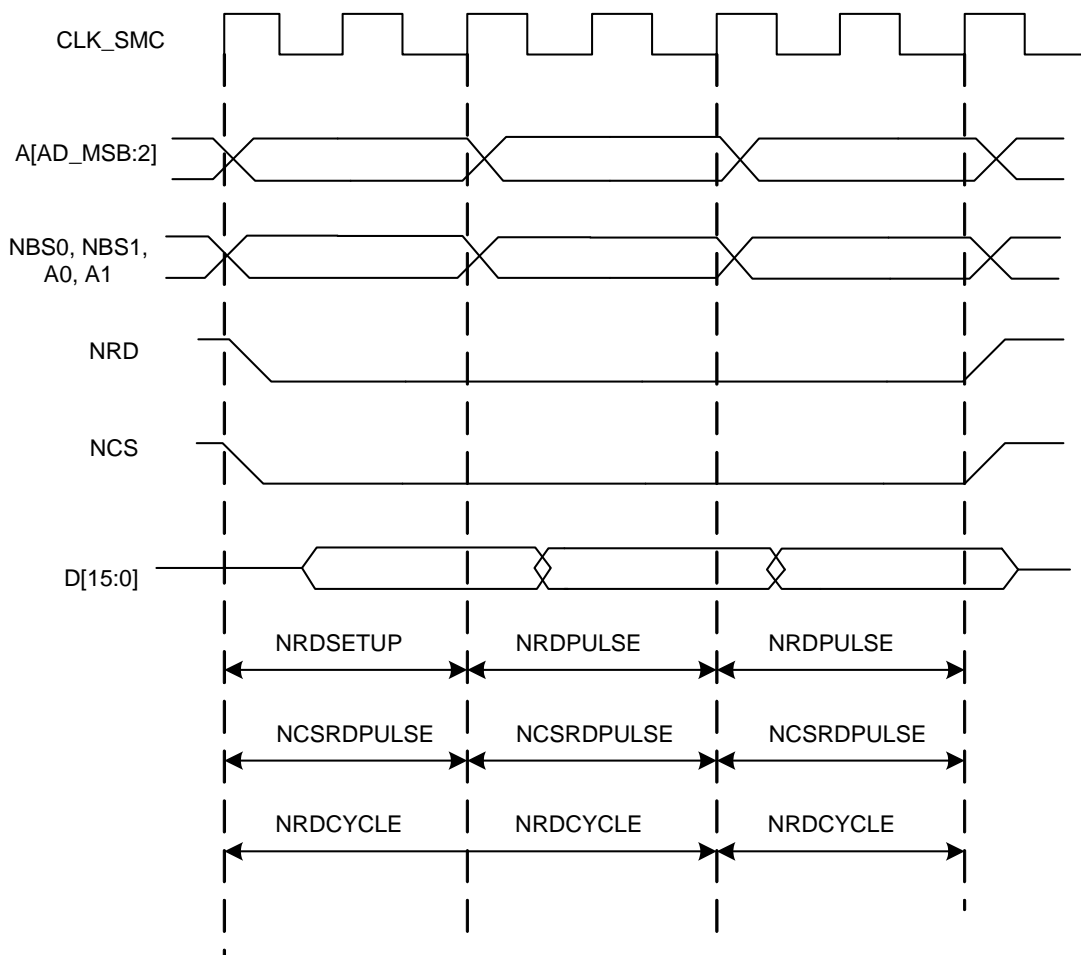 CLK_SMC
A[AD_MSB:2]
NBS0, NBS1,
A0, A1
NRD
NCS
D[15:0]
NRDSETUP NRDPULSE NRDPULSE
NCSRDPULSE NCSRDPULSE NCSRDPULSE
NRDCYCLE NRDCYCLE NRDCYCLE